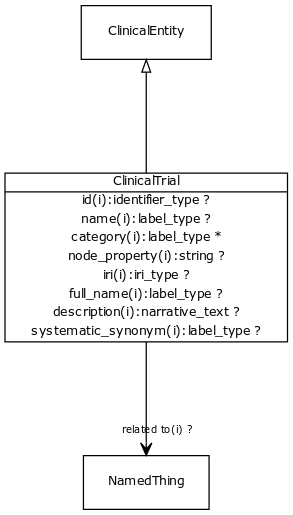 ClinicalEntity
ClinicalTrial
id(i):identifier_type ?
name(i):label_type ?
category(i):label_type *
node_property(i):string ?
iri(i):iri_type ?
full_name(i):label_type ?
description(i):narrative_text ?
systematic_synonym(i):label_type ?
related to(i) ?
NamedThing